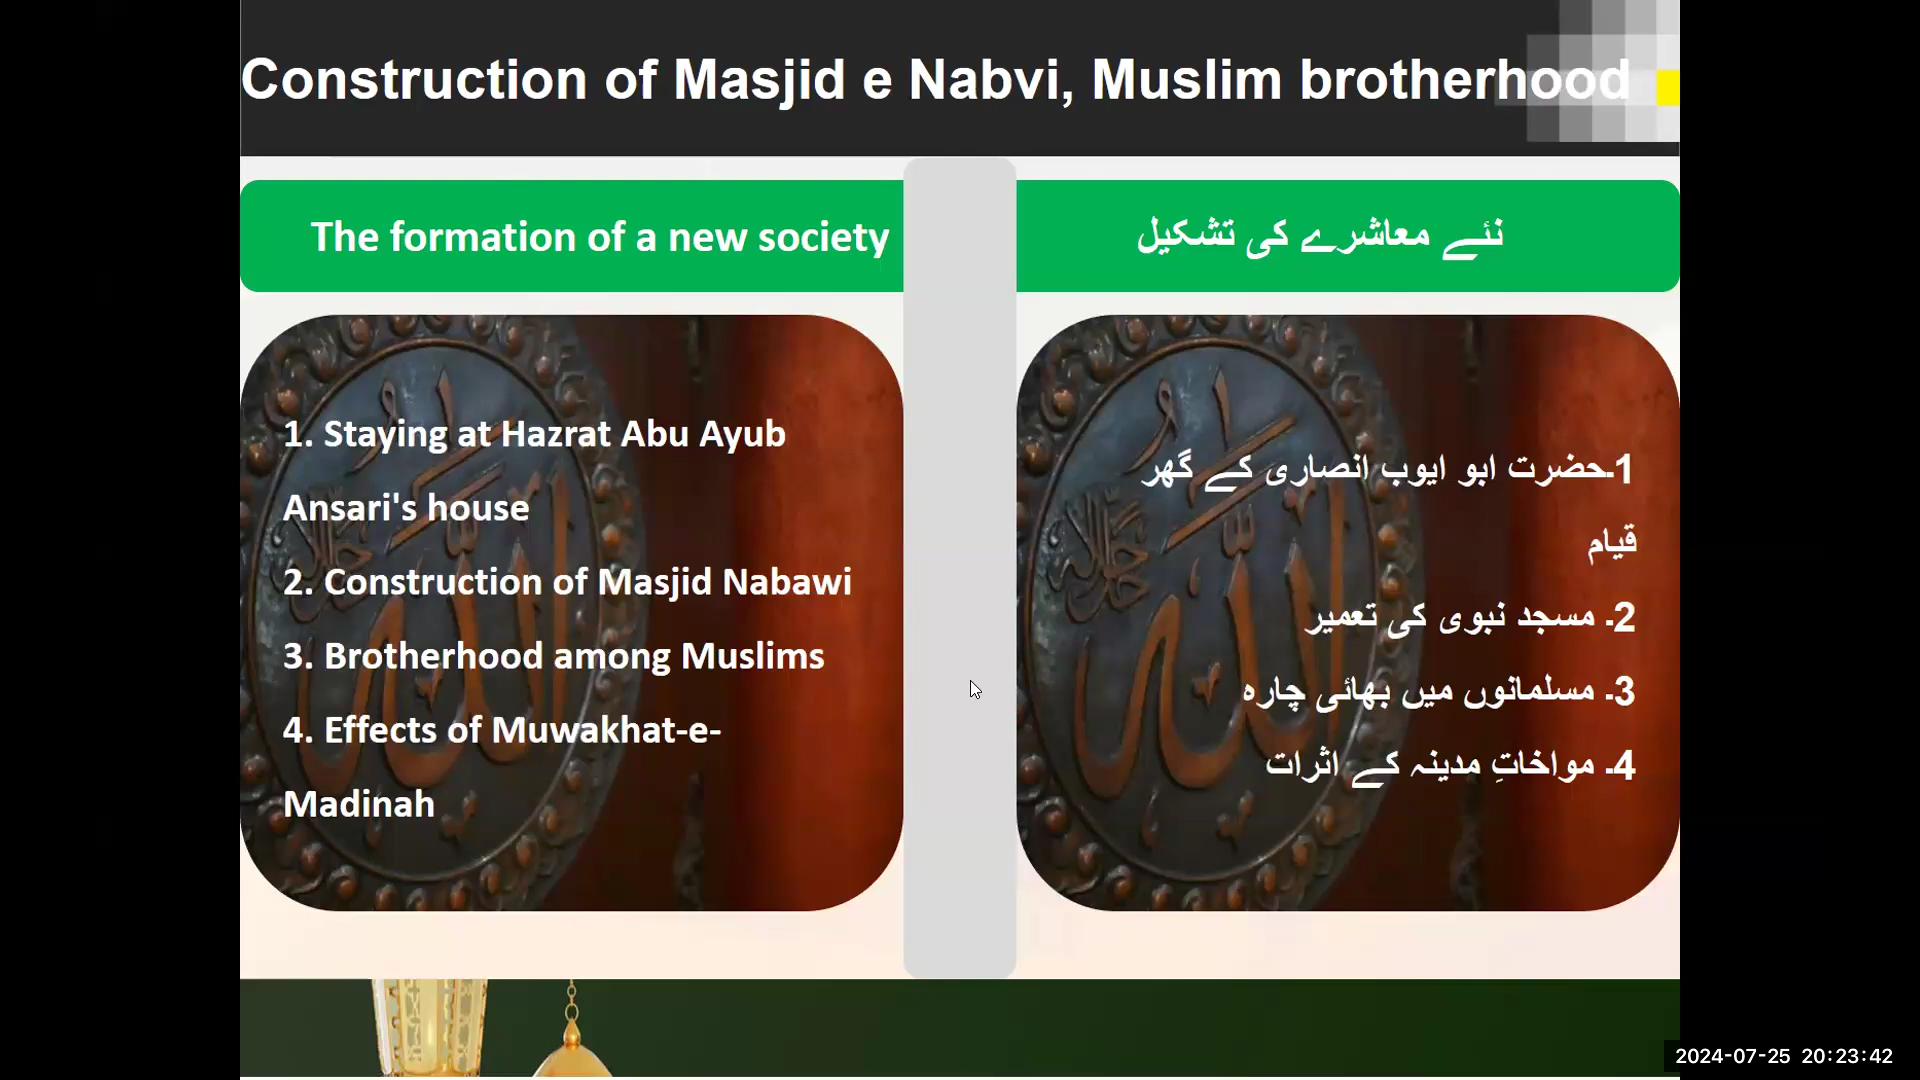 Construction of Masjid e Nabvi, Muslim brotherhood
The formation of a new society
1. Staying at Hazrat Abu Ayub
Ansari's house
2. Construction of Masjid Nabawi
3. Brotherhood among Muslims
4. Effects of Muwakhat-e-
Madinah
نئے معاشرے کی تشکیل
1۔حضرت ابو ایوب انصاری کے گھر
قیام
2۔ مسجد نبوی کی تعمیر
3۔ مسلمانوں میں بھائی چارہ
4۔ مواخاتِ مدینہ کے اثرات
الله
جل جلاله
2024-07-25 20:23:42